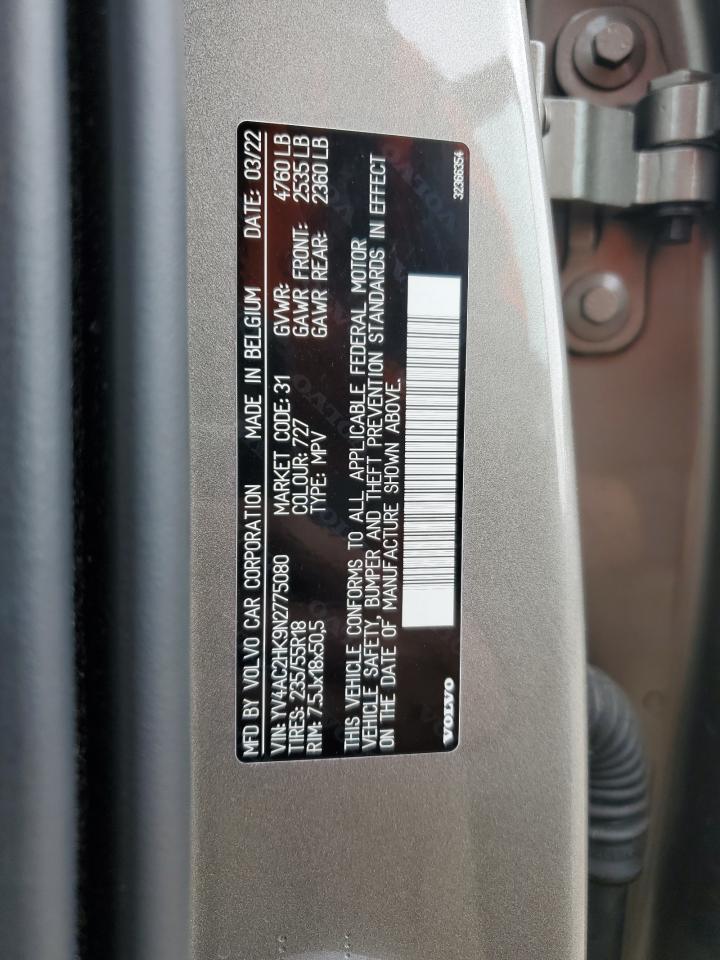 MFD BY VOLVO CAR CORPORATION MADE IN BELGIUM DATE: 03/22
VIN: YV4AC2HK9N2775080 GVWR: 4760 LB
TIRES: 235/55R18 MARKET CODE: 31 GAWR FRONT: 2535 LB
RIM: 7.5Jx18x50,5 COLOUR: 727 GAWR REAR: 2360 LB
TYPE: MPV
THIS VEHICLE CONFORMS TO ALL APPLICABLE FEDERAL MOTOR
VEHICLE SAFETY, BUMPER AND THEFT PREVENTION STANDARDS IN EFFECT
ON THE DATE OF MANUFACTURE SHOWN ABOVE.
VOLVO 32366354